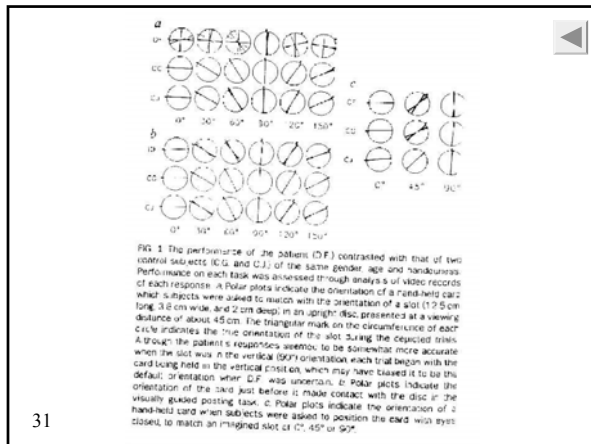 a
DF
CG
CJ
0° 30° 60° 90° 120° 150°
b
DF
CG
CJ
0° 30° 60° 90° 120° 150°
c
DF
CG
CJ
0° 45° 90°
FIG. 1 The performance of the patient (D.F.) contrasted with that of two
control subjects (C.G. and C.J.) of the same gender, age and handedness.
Performance on each task was assessed through analysis of video records
of each response. a, Polar plots indicate the orientation of a hand-held card
which subjects were asked to match with the orientation of a slot (12.5 cm
long, 3.8 cm wide, and 2 cm deep) in an upright disc, presented at a viewing
distance of about 45 cm. The triangular mark on the circumference of each
circle indicates the true orientation of the slot during the depicted trials.
Although the patient's responses seemed to be somewhat more accurate
when the slot was in the vertical (90°) orientation, each trial began with the
card being held in the vertical position, which may have biased it to be the
default orientation when D.F. was uncertain. b, Polar plots indicate the
orientation of the card just before it made contact with the disc in the
visually guided posting task. c, Polar plots indicate the orientation of a
hand-held card when subjects were asked to position the card, with eyes
closed, to match an imagined slot at 0°, 45° or 90°.
31